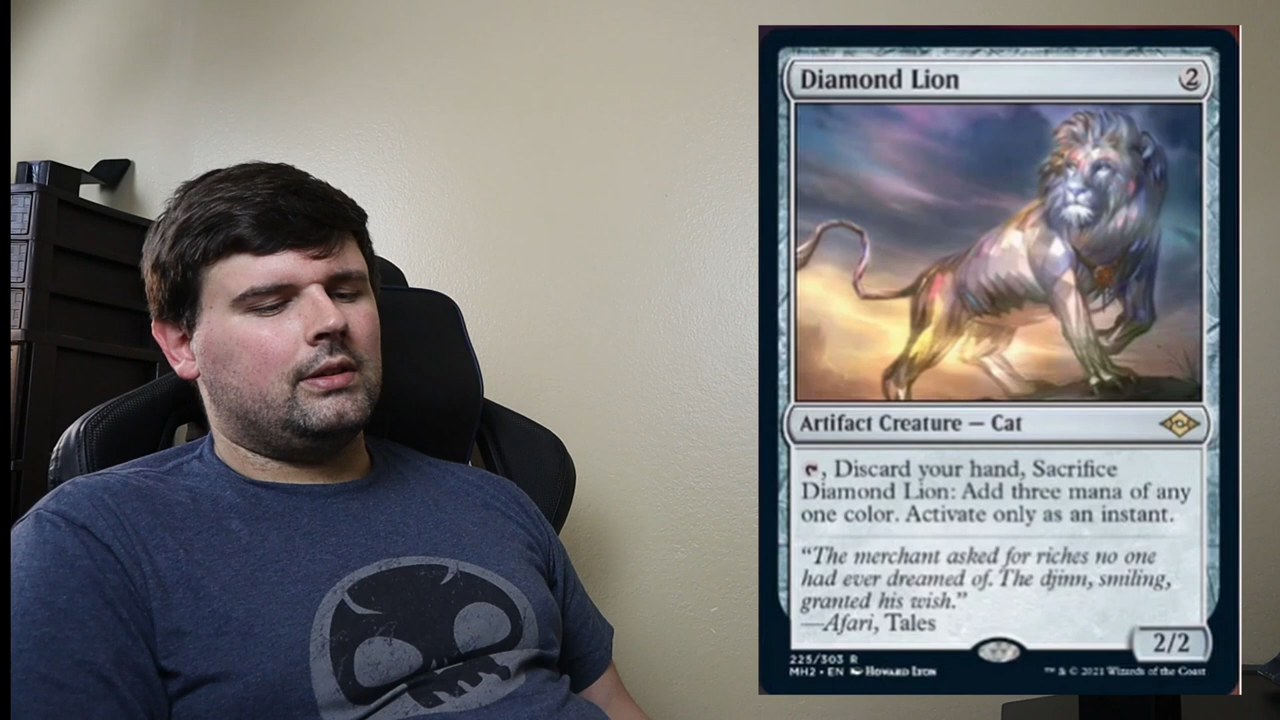 Diamond Lion 2
Artifact Creature — Cat
, Discard your hand, Sacrifice
Diamond Lion: Add three mana of any
one color. Activate only as an instant.
“The merchant asked for riches no one
had ever dreamed of. The djinn, smiling,
granted his wish.”
—Afari, Tales
2/2
225/303 R
MH2 • EN Howard Lyon
™ & © 2021 Wizards of the Coast